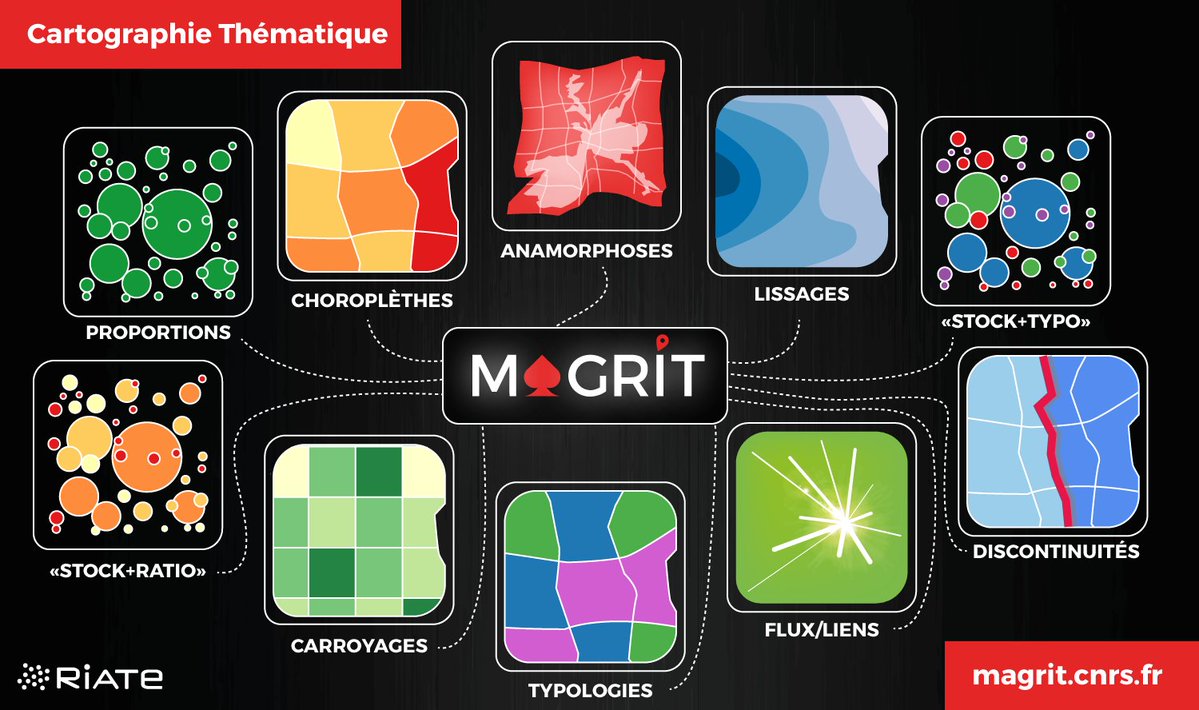 Cartographie Thématique
ANAMORPHOSES
CHOROPLÈTHES
LISSAGES
PROPORTIONS
«STOCK+TYPO»
MAGRIT
«STOCK+RATIO»
DISCONTINUITÉS
CARROYAGES
FLUX/LIENS
TYPOLOGIES
RIATE
magrit.cnrs.fr